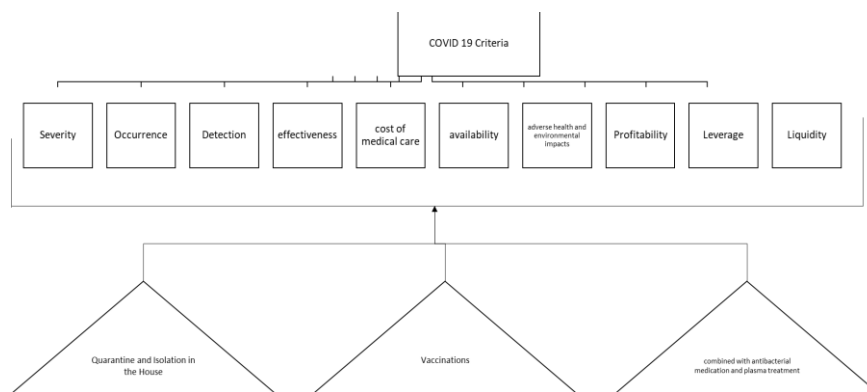 COVID 19 Criteria
Severity
Occurrence
Detection
effectiveness
cost of
medical care
availability
adverse health and
environmental
impacts
Profitability
Leverage
Liquidity
Quarantine and Isolation in
the House
Vaccinations
combined with antibacterial
medication and plasma treatment